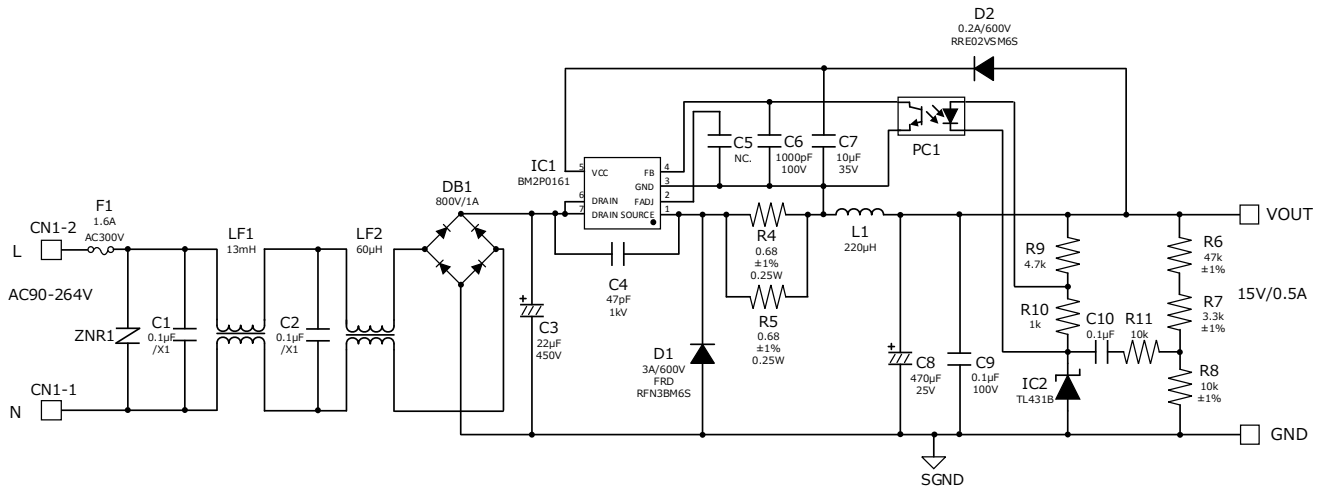 D2
0.2A/600V
RRE02VSM6S
PC1
C5
NC.
C6
1000pF
100V
C7
10µF
35V
IC1
BM2P0161
5
VCC
FB
4
GND
3
6
DRAIN
FADJ
2
7
DRAIN
SOURCE
1
DB1
800V/1A
F1
1.6A
AC300V
CN1-2
L
AC90-264V
CN1-1
N
ZNR1
C1
0.1µF
/X1
LF1
13mH
C2
0.1µF
/X1
LF2
60µH
+
C3
22µF
450V
C4
47pF
1kV
D1
3A/600V
FRD
RFN3BM6S
R4
0.68
±1%
0.25W
R5
0.68
±1%
0.25W
L1
220µH
+
C8
470µF
25V
C9
0.1µF
100V
R9
4.7k
R10
1k
C10
0.1µF
R11
10k
IC2
TL431B
R6
47k
±1%
R7
3.3k
±1%
R8
10k
±1%
VOUT
15V/0.5A
GND
SGND